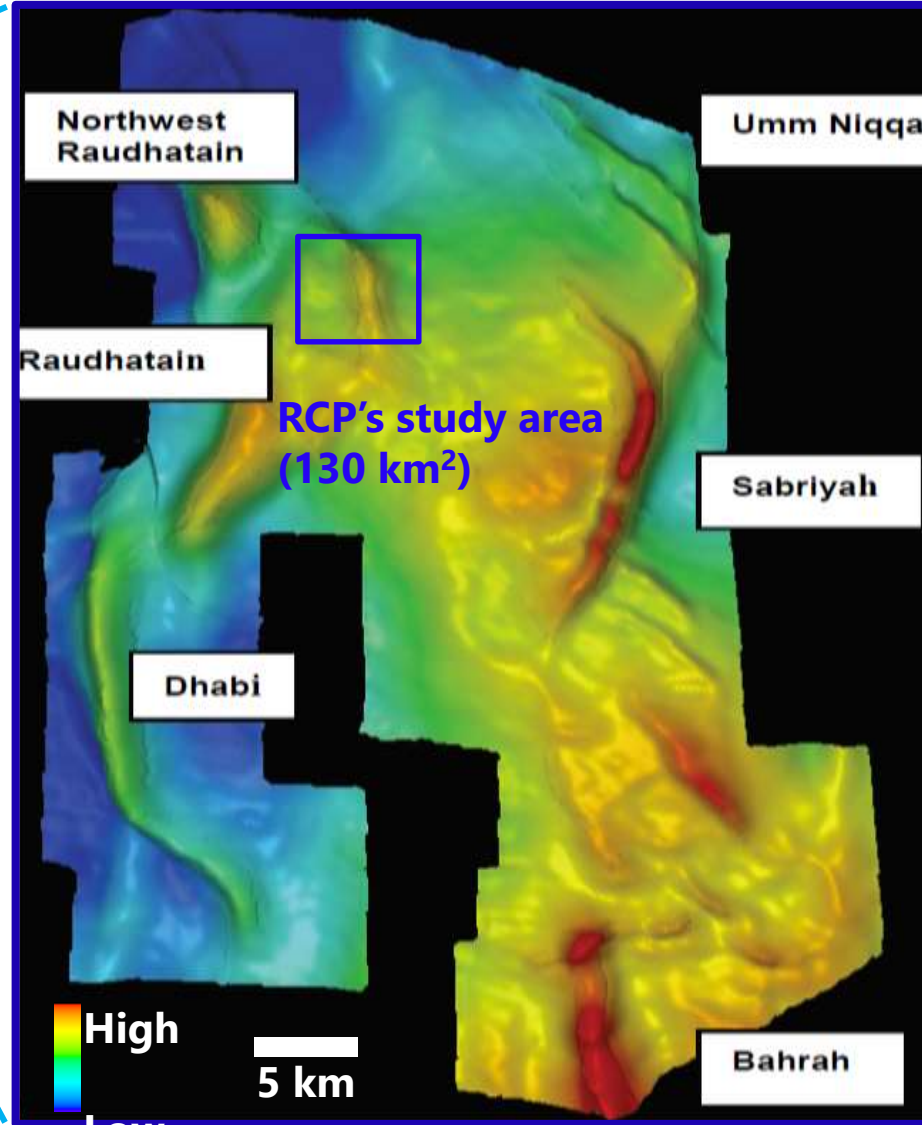 Northwest
Raudhatain
Umm Niqqa
Raudhatain
RCP's study area
(130 km²)
Sabriyah
Dhabi
High
5 km
Bahrah